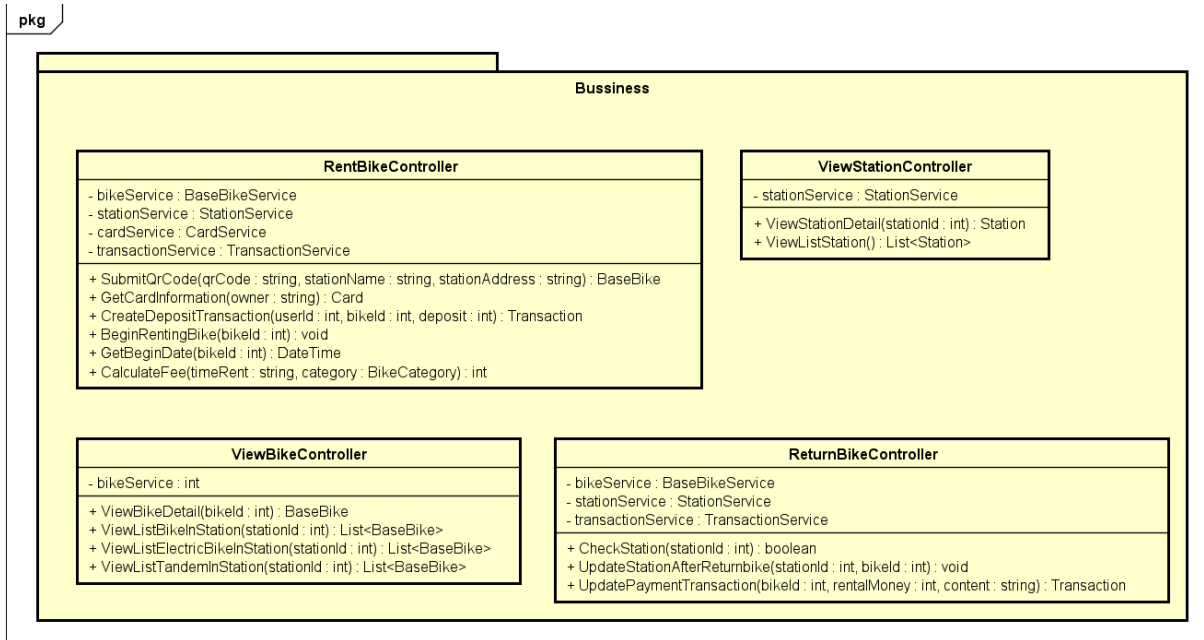 pkg
Bussiness
RentBikeController
- bikeService : BaseBikeService
- stationService : StationService
- cardService : CardService
- transactionService : TransactionService
+ SubmitQrCode(qrCode : string, stationName : string, stationAddress : string) : BaseBike
+ GetCardInformation(owner : string) : Card
+ CreateDepositTransaction(userId : int, bikeId : int, deposit : int) : Transaction
+ BeginRentingBike(bikeId : int) : void
+ GetBeginDate(bikeId : int) : DateTime
+ CalculateFee(timeRent : string, category : BikeCategory) : int
ViewStationController
- stationService : StationService
+ ViewStationDetail(stationId : int) : Station
+ ViewListStation() : List<Station>
ViewBikeController
- bikeService : int
+ ViewBikeDetail(bikeId : int) : BaseBike
+ ViewListBikeInStation(stationId : int) : List<BaseBike>
+ ViewListElectricBikeInStation(stationId : int) : List<BaseBike>
+ ViewListTandemInStation(stationId : int) : List<BaseBike>
ReturnBikeController
- bikeService : BaseBikeService
- stationService : StationService
- transactionService : TransactionService
+ CheckStation(stationId : int) : boolean
+ UpdateStationAfterReturnbike(stationId : int, bikeId : int) : void
+ UpdatePaymentTransaction(bikeId : int, rentalMoney : int, content : string) : Transaction